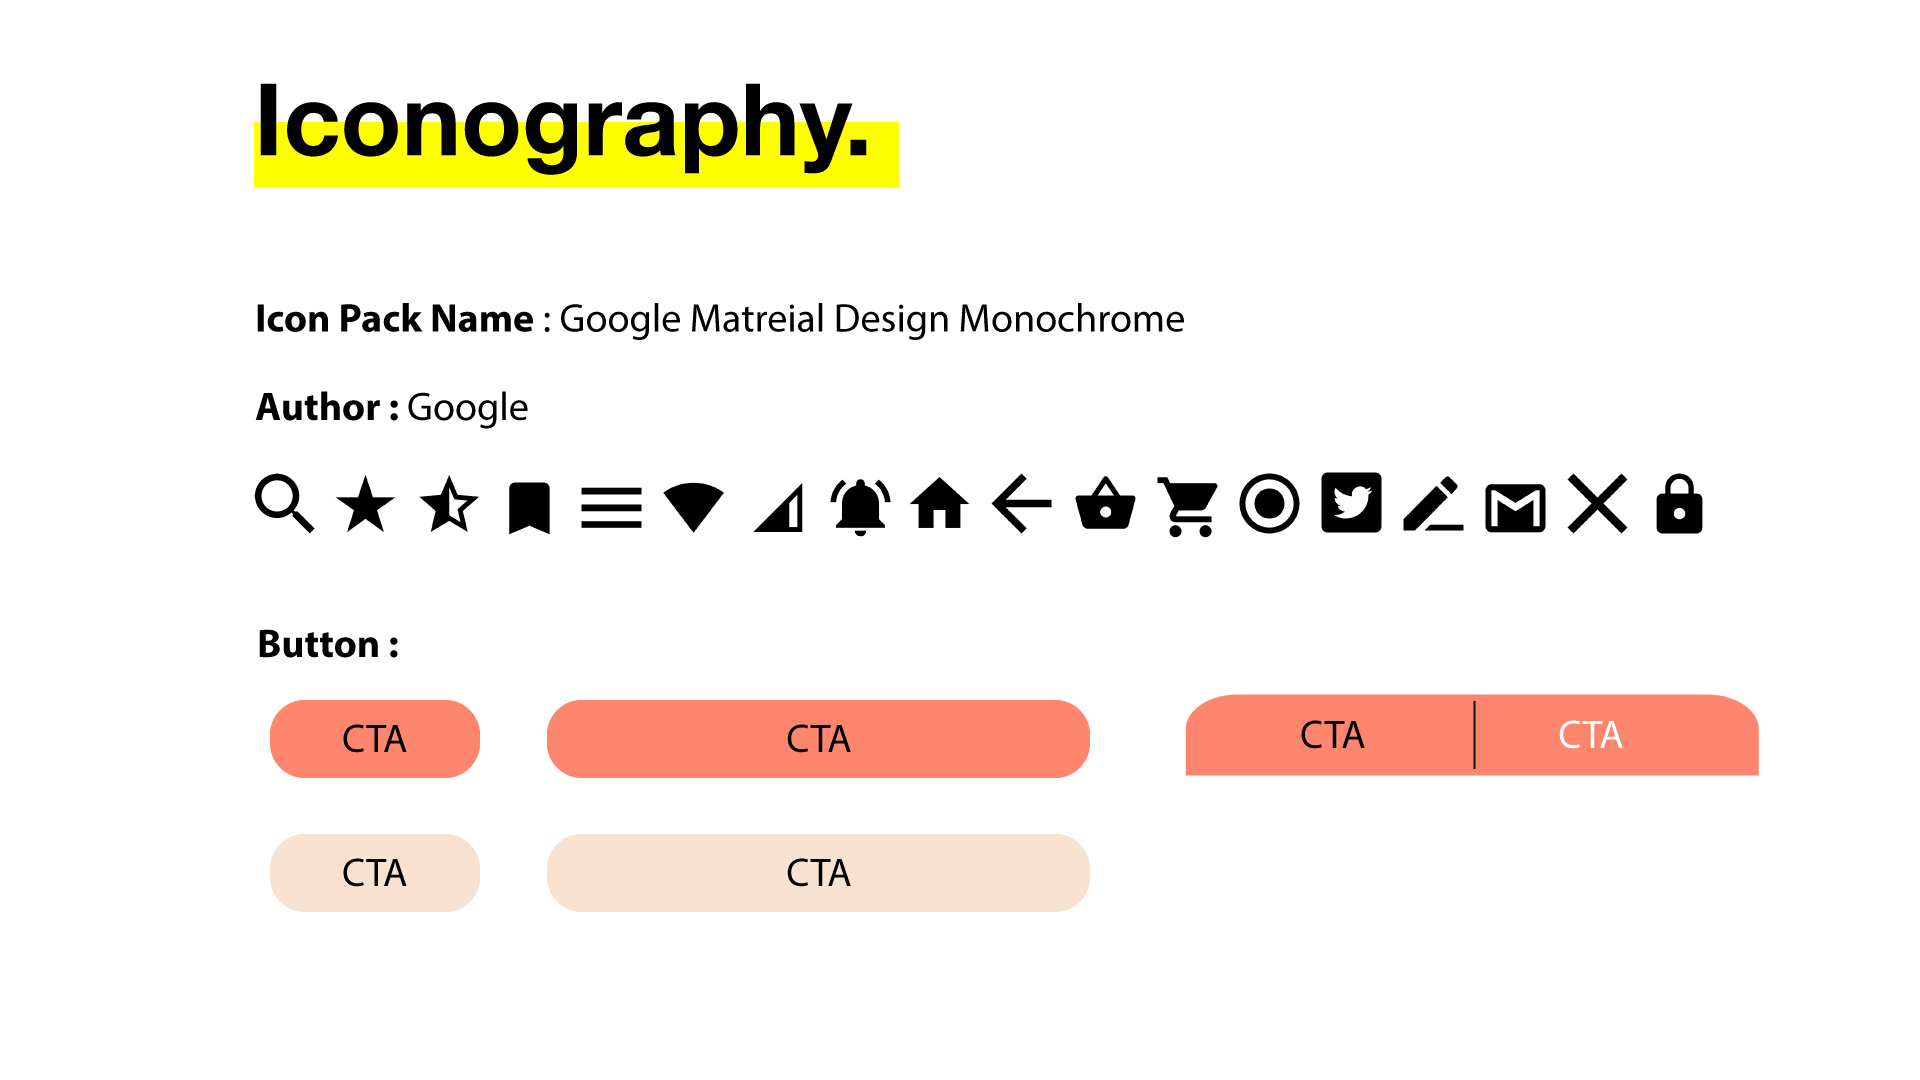 Iconography.
Icon Pack Name : Google Matreial Design Monochrome
Author : Google
Button :
CTA CTA CTA CTA
CTA CTA